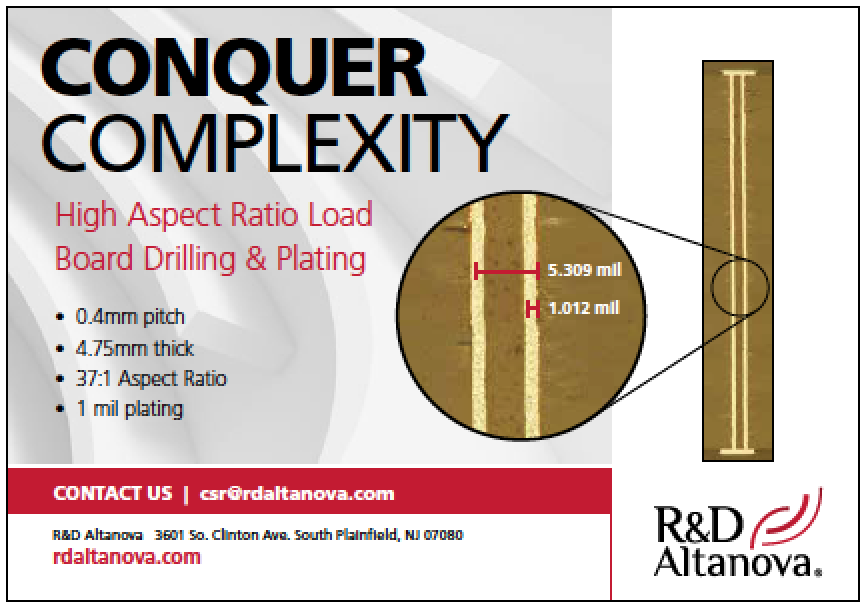 CONQUER
COMPLEXITY
High Aspect Ratio Load
Board Drilling & Plating
• 0.4mm pitch
• 4.75mm thick
• 37:1 Aspect Ratio
• 1 mil plating
5.309 mil
1.012 mil
CONTACT US | csr@rdaltanova.com
R&D Altanova 3601 So. Clinton Ave. South Plainfield, NJ 07080
rdaltanova.com
R&D
Altanova®